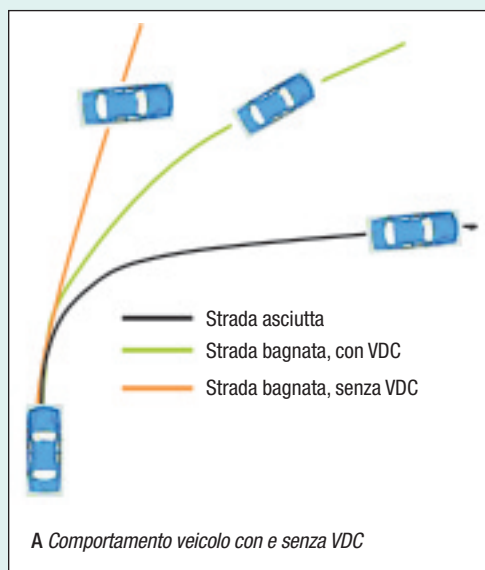 Strada asciutta
Strada bagnata, con VDC
Strada bagnata, senza VDC
A Comportamento veicolo con e senza VDC